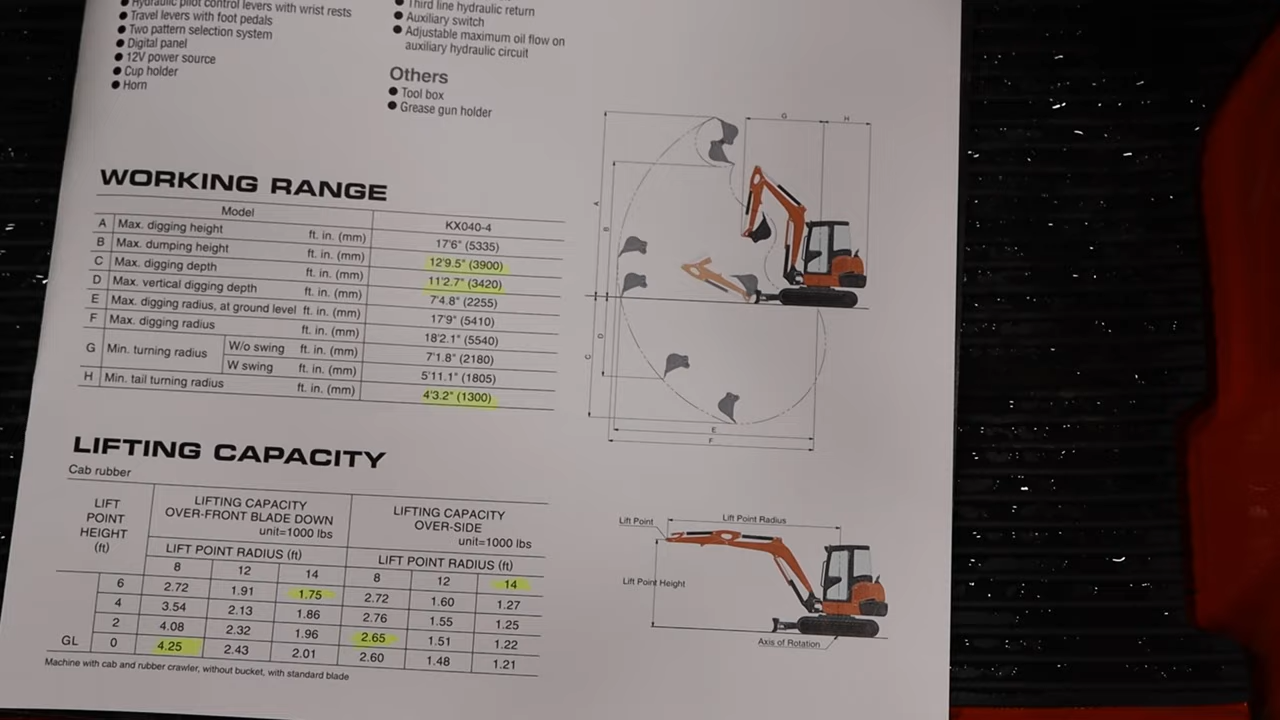 Hydraulic pilot control levers with wrist rests
● Travel levers with foot pedals
● Two pattern selection system
● Digital panel
● 12V power source
● Cup holder
● Horn
● Third line hydraulic return
● Auxiliary switch
● Adjustable maximum oil flow on
auxiliary hydraulic circuit
Others
● Tool box
● Grease gun holder
WORKING RANGE
Model KX040-4
A Max. digging height ft. in. (mm) 17'6" (5335)
B Max. dumping height ft. in. (mm) 12'9.5" (3900)
C Max. digging depth ft. in. (mm) 11'2.7" (3420)
D Max. vertical digging depth ft. in. (mm) 7'4.8" (2255)
E Max. digging radius, at ground level ft. in. (mm) 17'9" (5410)
F Max. digging radius ft. in. (mm) 18'2.1" (5540)
G Min. turning radius W/o swing ft. in. (mm) 7'1.8" (2180)
W swing ft. in. (mm) 5'11.1" (1805)
H Min. tail turning radius ft. in. (mm) 4'3.2" (1300)
G H
A
B
D
C
E
F
LIFTING CAPACITY
Cab rubber
LIFT
POINT
HEIGHT
(ft)
LIFTING CAPACITY
OVER-FRONT BLADE DOWN
unit=1000 lbs
LIFTING CAPACITY
OVER-SIDE
unit=1000 lbs
LIFT POINT RADIUS (ft) LIFT POINT RADIUS (ft)
8 12 14 8 12 14
6 2.72 1.91 1.75 2.72 1.60 1.27
4 3.54 2.13 1.86 2.76 1.55 1.25
2 4.08 2.32 1.96 2.65 1.51 1.22
GL 0 4.25 2.43 2.01 2.60 1.48 1.21
Machine with cab and rubber crawler, without bucket, with standard blade
Lift Point Lift Point Radius
Lift Point Height
Axis of Rotation